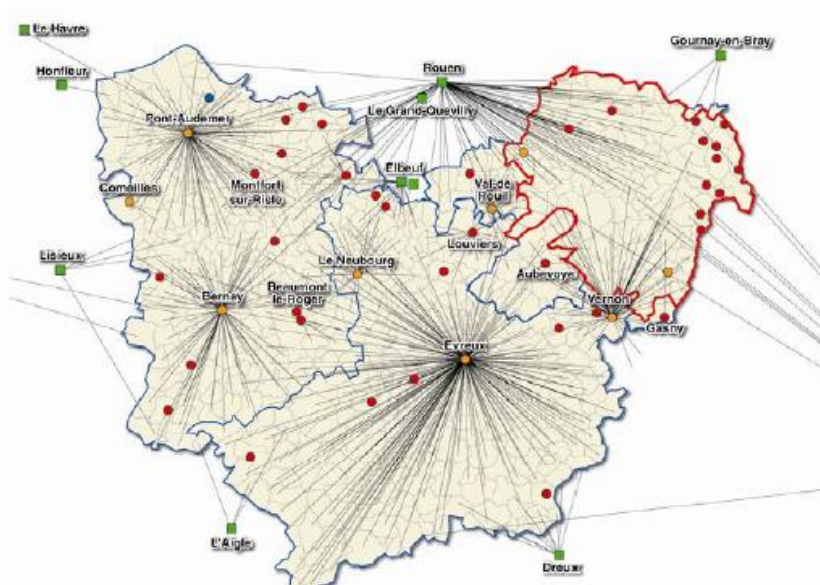 Le Havre
Gournay-en-Bray
Rouen
Honfleur
Le Grand-Quevilly
Pont-Audemer
Elbeuf
Montfort
sur-Risle
Val-de
Rouil
Cormeilles
Louviers
Lisieux
Le Neubourg
Aubevoye
Bernay
Beaumont
le-Roger
Vernon
Gasny
Evreux
L'Aigle
Dreux